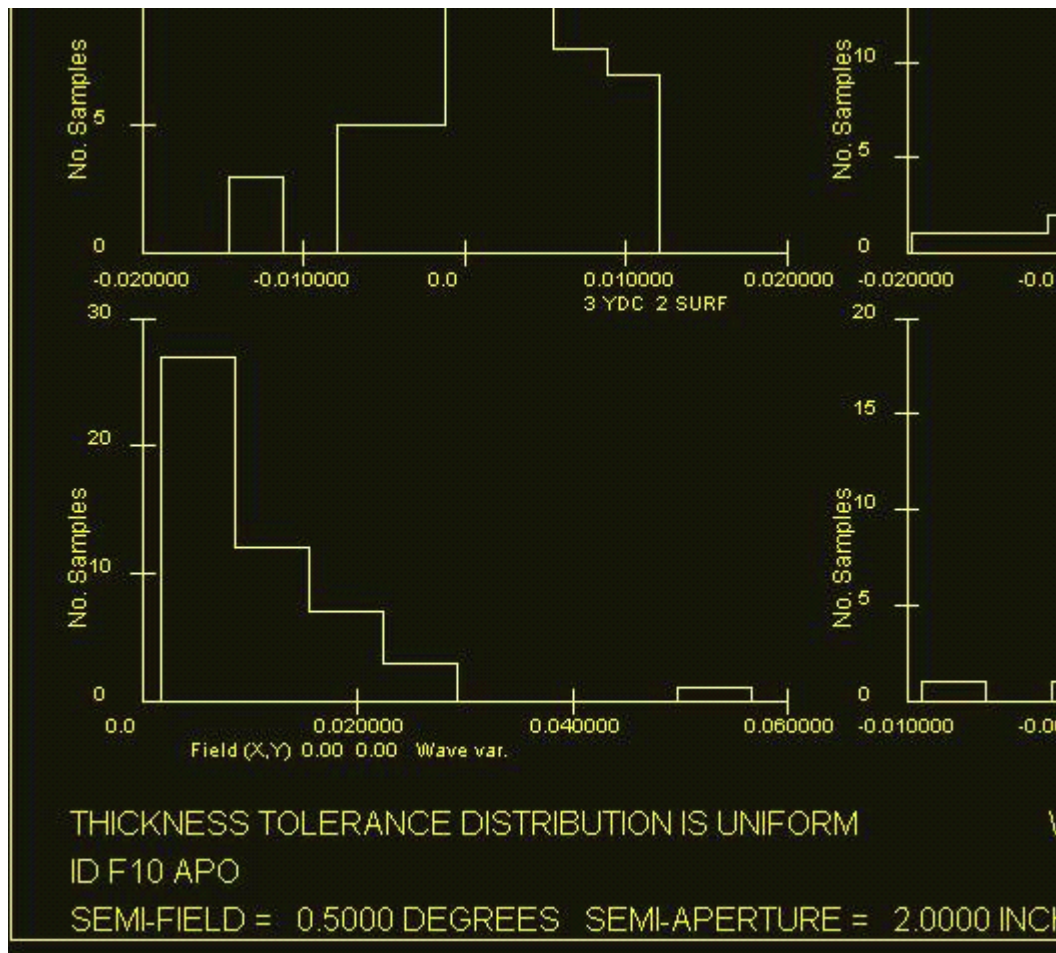 No. Samples
5
0
-0.020000 -0.010000 0.0 0.010000 0.020000
3 YDC 2 SURF
No. Samples
10
5
0
-0.020000
30
20
10
0
No. Samples
0.0 0.020000 0.040000 0.060000
Field (X,Y) 0.00 0.00 Wave var.
20
15
10
5
0
No. Samples
-0.010000
THICKNESS TOLERANCE DISTRIBUTION IS UNIFORM
ID F10 APO
SEMI-FIELD = 0.5000 DEGREES SEMI-APERTURE = 2.0000